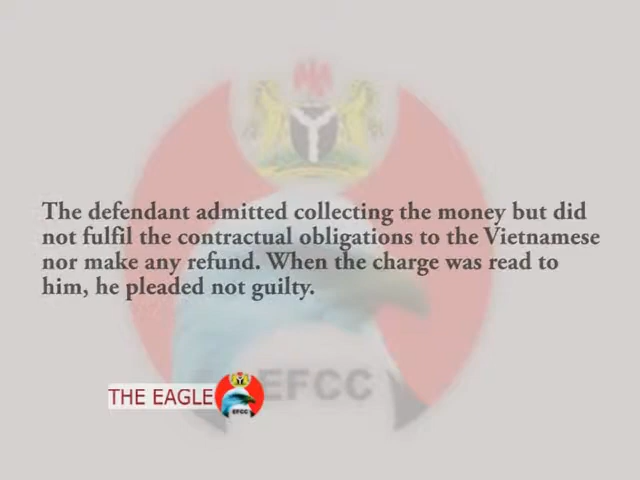 The defendant admitted collecting the money but did
not fulfil the contractual obligations to the Vietnamese
nor make any refund. When the charge was read to
him, he pleaded not guilty.
EFCC
THE EAGLE
EFCC